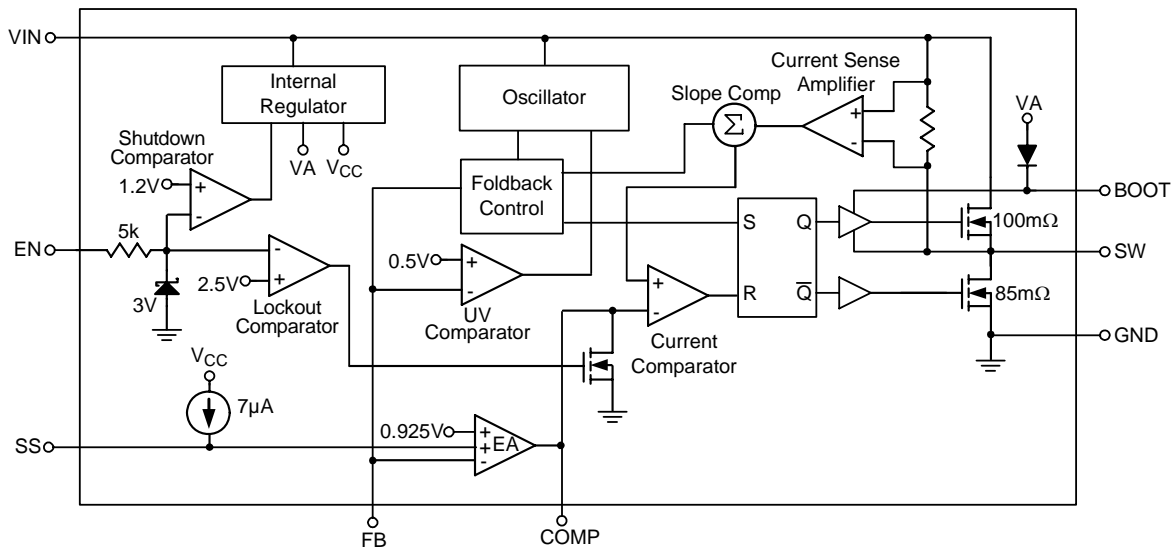 VIN
Internal
Regulator
Oscillator
Slope Comp
Current Sense
Amplifier
Σ
+
-
VA
Shutdown
Comparator
1.2V
+
-
VA
VCC
Foldback
Control
BOOT
EN
5k
-
+
2.5V
3V
Lockout
Comparator
0.5V
+
-
UV
Comparator
+
-
Current
Comparator
S
Q
R
Q̅
100mΩ
SW
85mΩ
GND
VCC
7µA
SS
0.925V
+
+
-
EA
FB
COMP